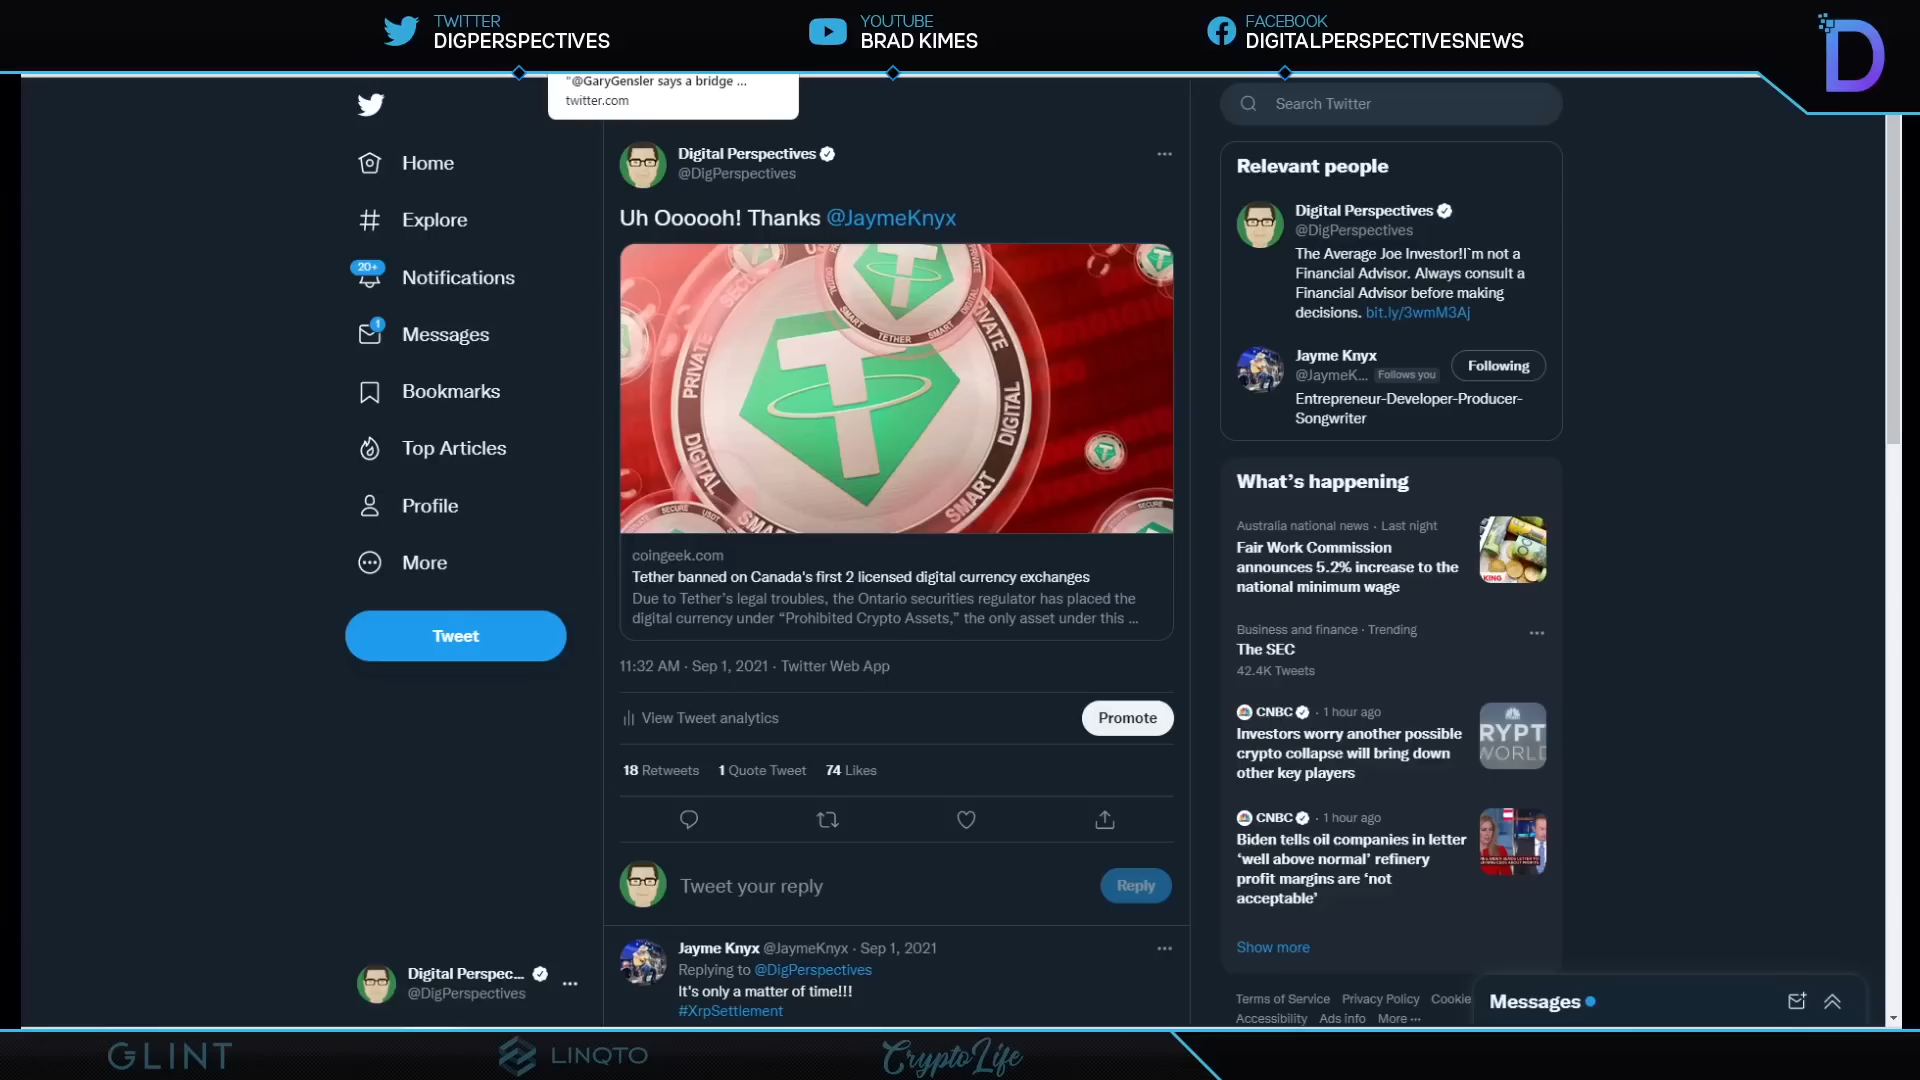 TWITTER
DIGPERSPECTIVES
YOUTUBE
BRAD KIMES
FACEBOOK
DIGITALPERSPECTIVESNEWS
D
"@GaryGensler says a bridge ...
twitter.com
Home
Explore
20+
Notifications
1
Messages
Bookmarks
Top Articles
Profile
More
Tweet
Digital Perspec...
@DigPerspectives
Digital Perspectives
@DigPerspectives
Uh Oooooh! Thanks @JaymeKnyx
PRIVATE
DIGITAL
SMART
TETHER
SMART
DIGITAL
PRIVATE
DIGITAL
SMART
SECURE
coingeek.com
Tether banned on Canada's first 2 licensed digital currency exchanges
Due to Tether's legal troubles, the Ontario securities regulator has placed the
digital currency under “Prohibited Crypto Assets,” the only asset under this ...
11:32 AM · Sep 1, 2021 · Twitter Web App
View Tweet analytics
Promote
18 Retweets 1 Quote Tweet 74 Likes
Tweet your reply
Reply
Jayme Knyx @JaymeKnyx · Sep 1, 2021
Replying to @DigPerspectives
It's only a matter of time!!!
#XrpSettlement
Search Twitter
Relevant people
Digital Perspectives
@DigPerspectives
The Average Joe Investor!I`m not a
Financial Advisor. Always consult a
Financial Advisor before making
decisions. bit.ly/3wmM3Aj
Jayme Knyx
@JaymeK... Follows you
Following
Entrepreneur-Developer-Producer-
Songwriter
What's happening
Australia national news · Last night
Fair Work Commission
announces 5.2% increase to the
national minimum wage
KING
Business and finance · Trending
The SEC
42.4K Tweets
CNBC · 1 hour ago
Investors worry another possible
crypto collapse will bring down
other key players
RYPT
WORLD
CNBC · 1 hour ago
Biden tells oil companies in letter
‘well above normal’ refinery
profit margins are ‘not
acceptable’
Show more
Terms of Service Privacy Policy Cookie
Accessibility Ads info More ...
Messages
GLINT
LINQTO
CryptoLife